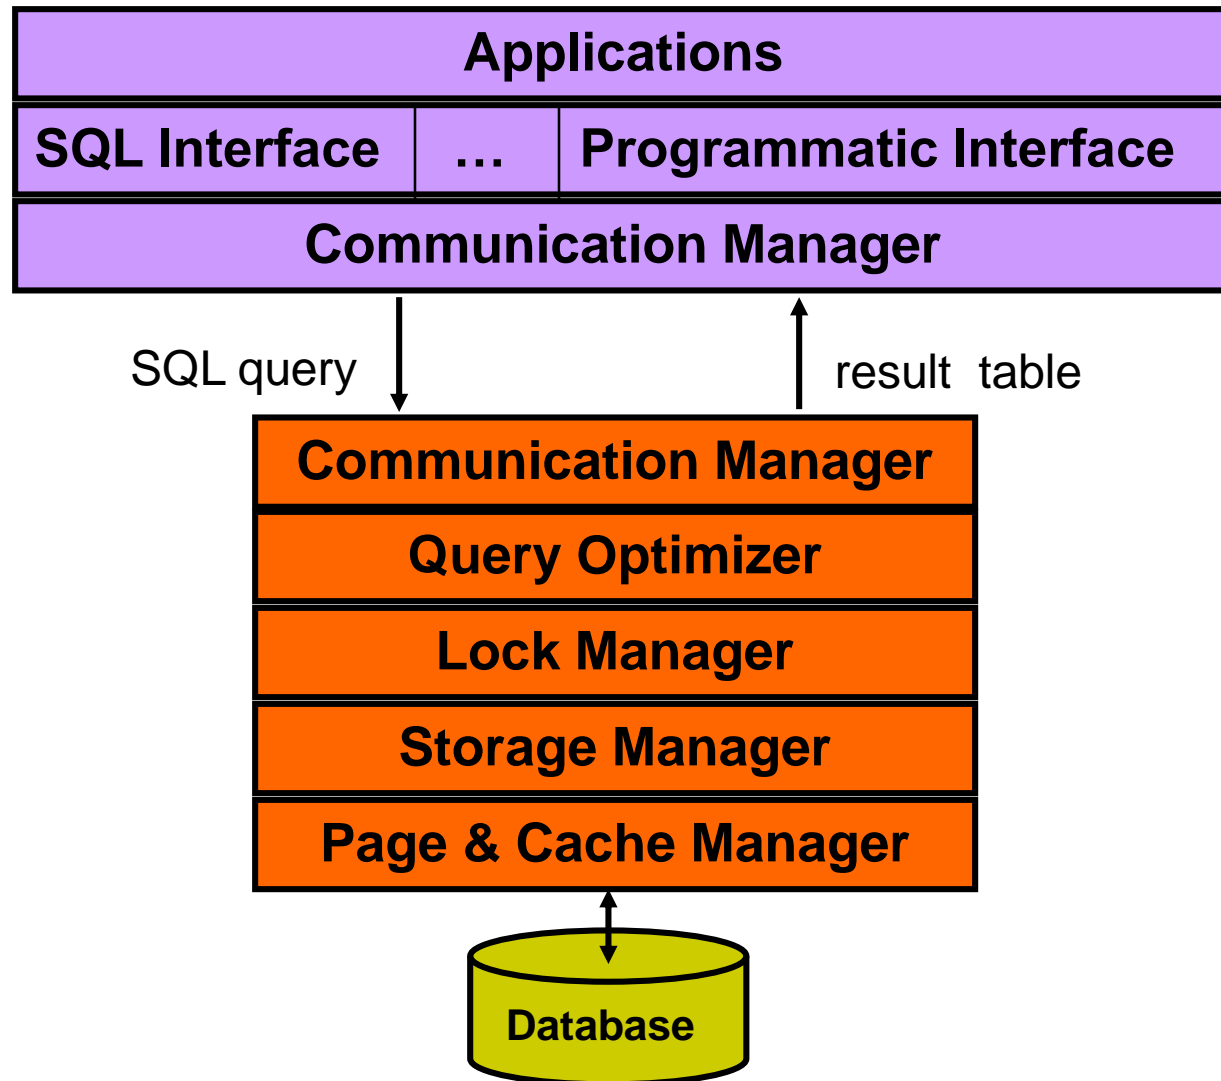 Applications
SQL Interface … Programmatic Interface
Communication Manager
SQL query result table
Communication Manager
Query Optimizer
Lock Manager
Storage Manager
Page & Cache Manager
Database